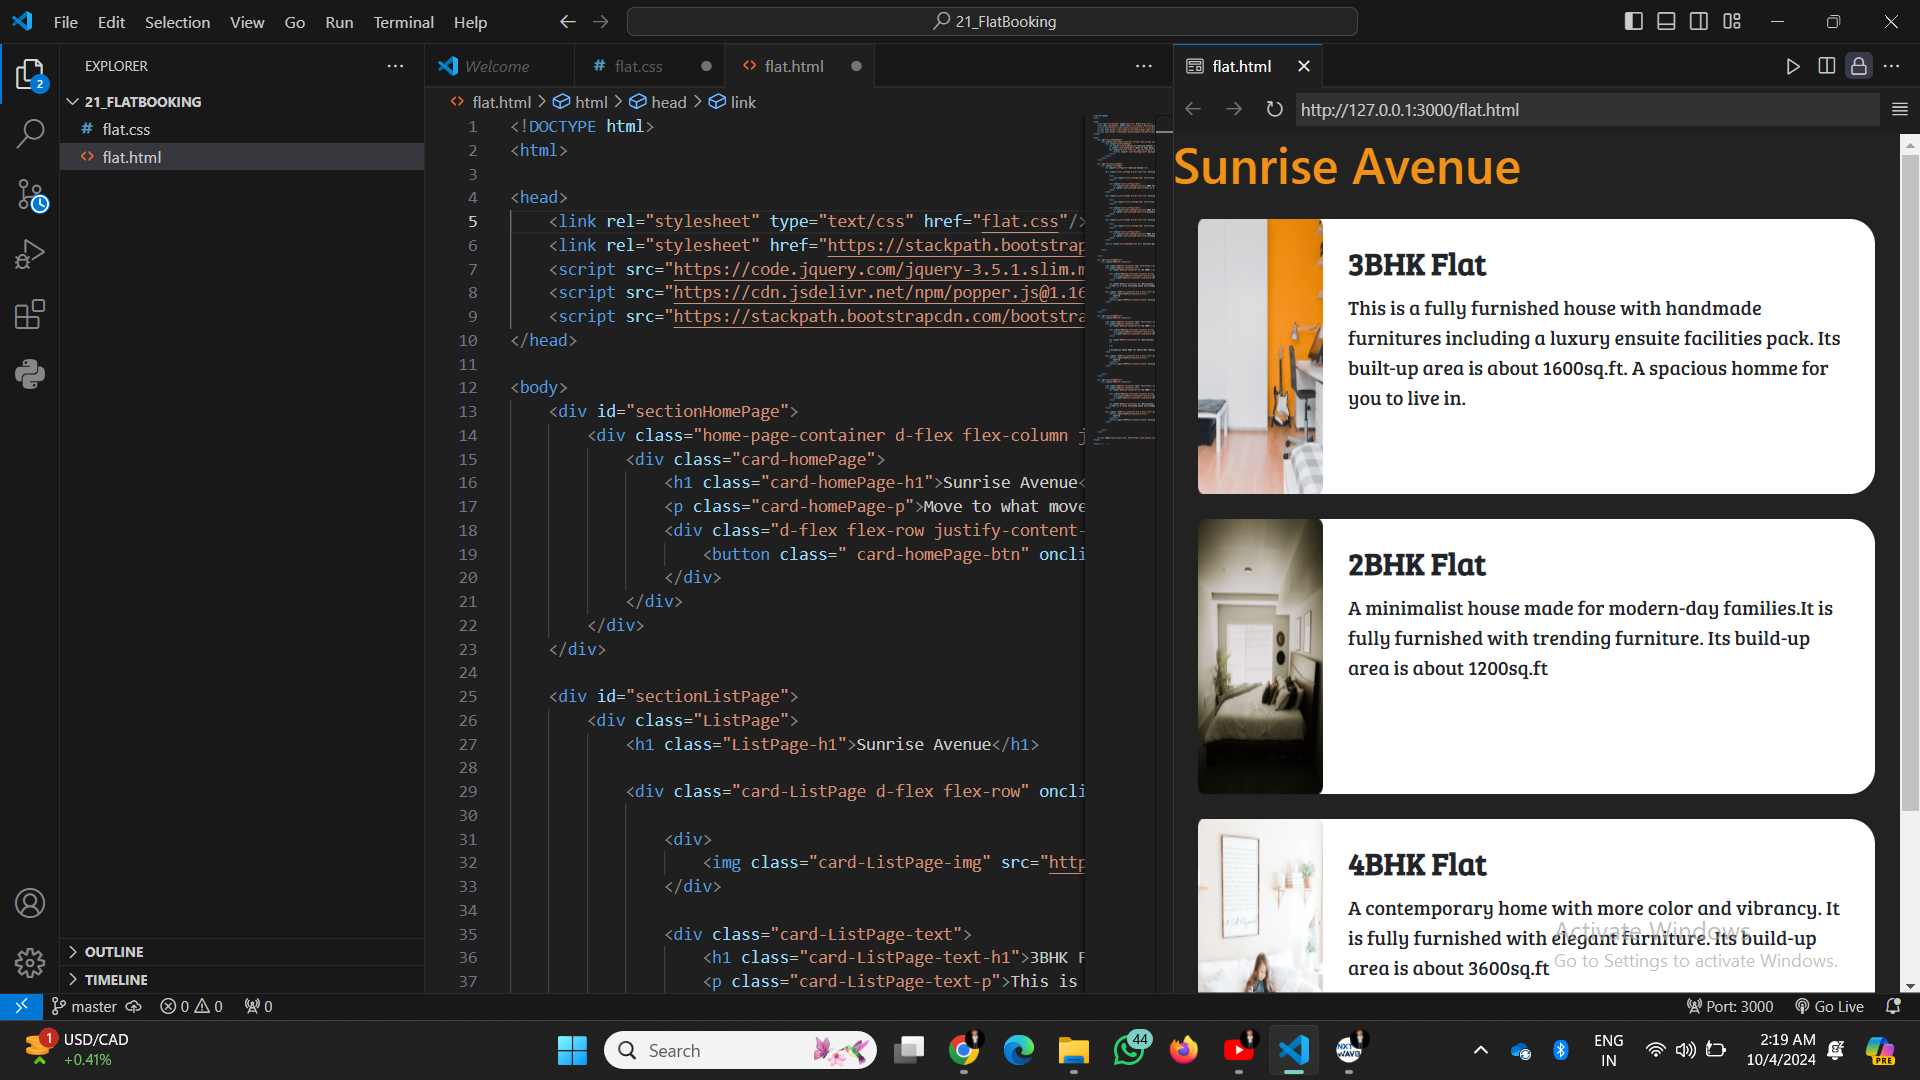 File Edit Selection View Go Run Terminal Help
21_FlatBooking
EXPLORER
2
21_FLATBOOKING
# flat.css
<> flat.html
OUTLINE
TIMELINE
Welcome
# flat.css
<> flat.html
<> flat.html > html > head > link
1 <!DOCTYPE html>
2 <html>
3
4 <head>
5 <link rel="stylesheet" type="text/css" href="flat.css"/>
6 <link rel="stylesheet" href="https://stackpath.bootstrap
7 <script src="https://code.jquery.com/jquery-3.5.1.slim.m
8 <script src="https://cdn.jsdelivr.net/npm/popper.js@1.16
9 <script src="https://stackpath.bootstrapcdn.com/bootstra
10 </head>
11
12 <body>
13 <div id="sectionHomePage">
14 <div class="home-page-container d-flex flex-column j
15 <div class="card-homePage">
16 <h1 class="card-homePage-h1">Sunrise Avenue<
17 <p class="card-homePage-p">Move to what move
18 <div class="d-flex flex-row justify-content-
19 <button class=" card-homePage-btn" oncli
20 </div>
21 </div>
22 </div>
23 </div>
24
25 <div id="sectionListPage">
26 <div class="ListPage">
27 <h1 class="ListPage-h1">Sunrise Avenue</h1>
28
29 <div class="card-ListPage d-flex flex-row" oncli
30
31 <div>
32 <img class="card-ListPage-img" src="http
33 </div>
34
35 <div class="card-ListPage-text">
36 <h1 class="card-ListPage-text-h1">3BHK F
37 <p class="card-ListPage-text-p">This is
flat.html
http://127.0.0.1:3000/flat.html
Sunrise Avenue
3BHK Flat
This is a fully furnished house with handmade
furnitures including a luxury ensuite facilities pack. Its
built-up area is about 1600sq.ft. A spacious homme for
you to live in.
2BHK Flat
A minimalist house made for modern-day families.It is
fully furnished with trending furniture. Its build-up
area is about 1200sq.ft
4BHK Flat
A contemporary home with more color and vibrancy. It
is fully furnished with elegant furniture. Its build-up
area is about 3600sq.ft
Activate Windows
Go to Settings to activate Windows.
master 0 0 0
Port: 3000 Go Live
1
USD/CAD
+0.41%
Search
44
NXT
WAVE
ENG
IN
2:19 AM
10/4/2024
PRE